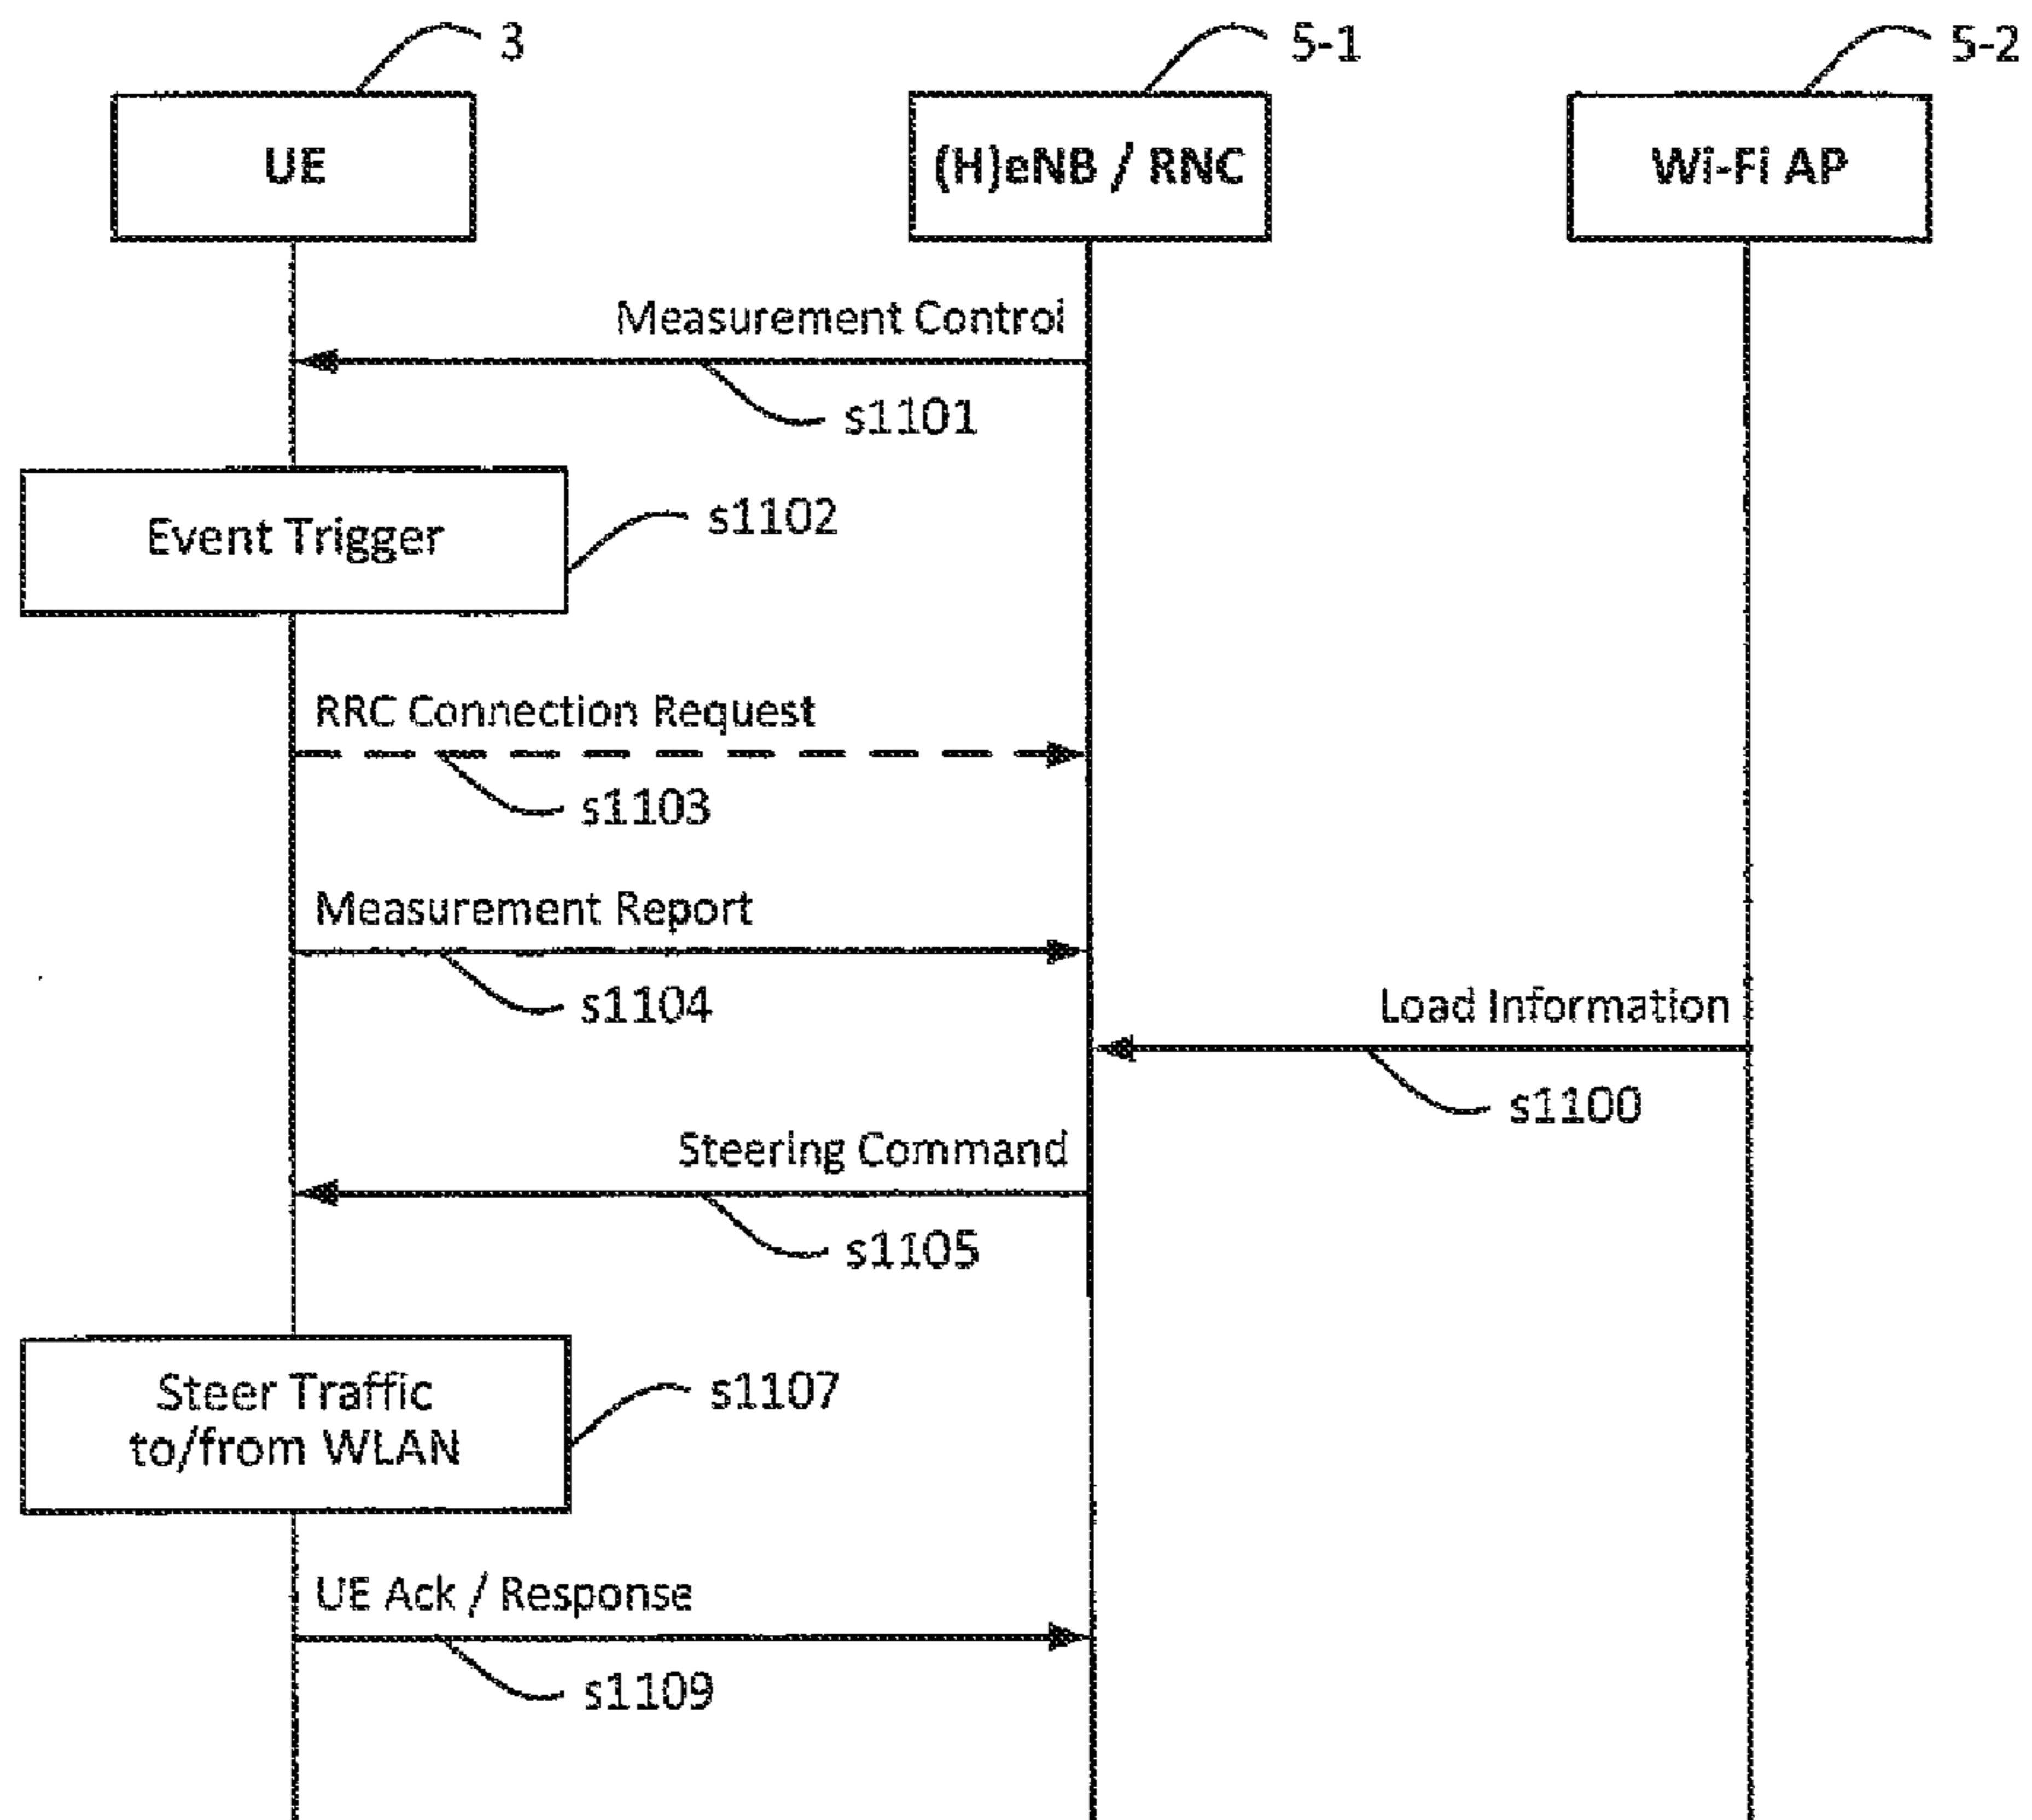 3
5-1
5-2
UE
(H)eNB / RNC
Wi-Fi AP
Measurement Control
s1101
Event Trigger
s1102
RRC Connection Request
s1103
Measurement Report
s1104
Load Information
s1100
Steering Command
s1105
Steer Traffic
to/from WLAN
s1107
UE Ack / Response
s1109